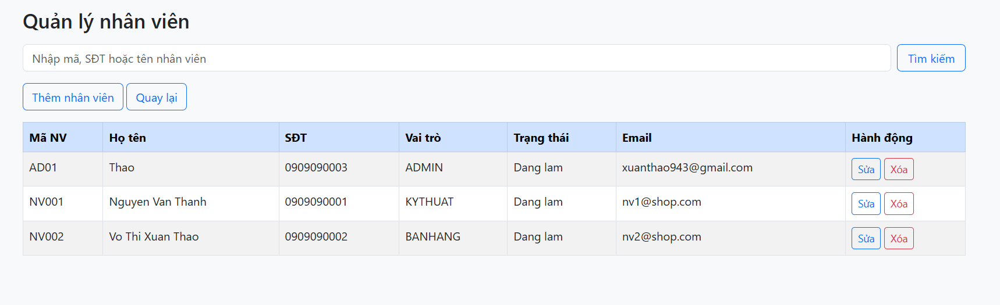 Quản lý nhân viên
Nhập mã, SĐT hoặc tên nhân viên Tìm kiếm
Thêm nhân viên Quay lại
Mã NV Họ tên SĐT Vai trò Trạng thái Email Hành động
AD01 Thao 0909090003 ADMIN Dang lam xuanthao943@gmail.com Sửa Xóa
NV001 Nguyen Van Thanh 0909090001 KYTHUAT Dang lam nv1@shop.com Sửa Xóa
NV002 Vo Thi Xuan Thao 0909090002 BANHANG Dang lam nv2@shop.com Sửa Xóa